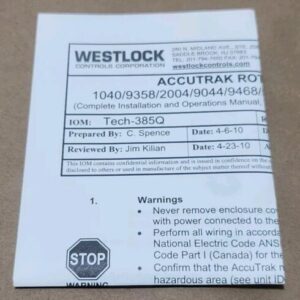 WESTLOCK
CONTROLS CORPORATION
280 N. MIDLAND AVE., STE. 258
SADDLE BROOK, NJ 07663
TEL: 201-794-7650 FAX: 201-
westlockcontrols.com
ACCUTRAK ROT
1040/9358/2004/9044/9468/
(Complete Installation and Operations Manual,
IOM: Tech-385Q
Prepared By: C. Spence Date: 4-6-10
Reviewed By: Jim Kilian Date: 4-23-10
This IOM contains confidential information and is issued in confidence on the
disclosed to others or used in manufacture of the subject matter thereof without
1. Warnings
• Never remove enclosure cov
with power connected to the
• Perform all wiring in accorda
National Electric Code ANS
Code Part I (Canada) for the
• Confirm that the AccuTrak m
hazardous area (see unit ID
STOP
WARNING